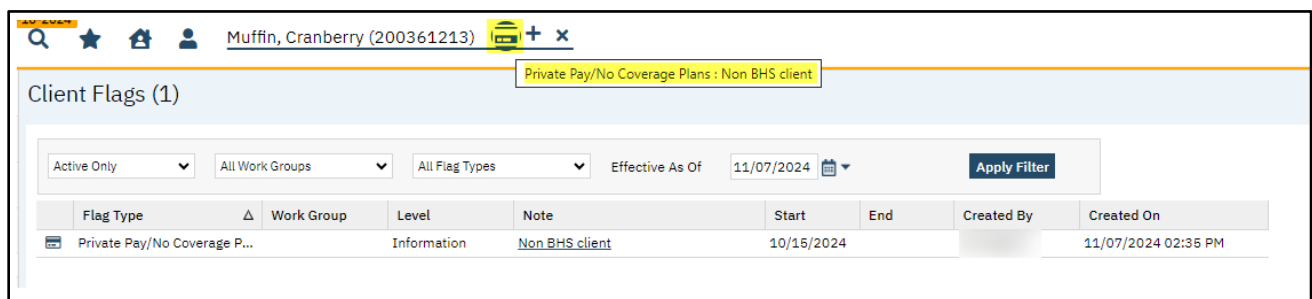 10-2024
Muffin, Cranberry (200361213)
Private Pay/No Coverage Plans : Non BHS client
Client Flags (1)
Active Only All Work Groups All Flag Types Effective As Of 11/07/2024 Apply Filter
Flag Type Work Group Level Note Start End Created By Created On
Private Pay/No Coverage P... Information Non BHS client 10/15/2024 11/07/2024 02:35 PM